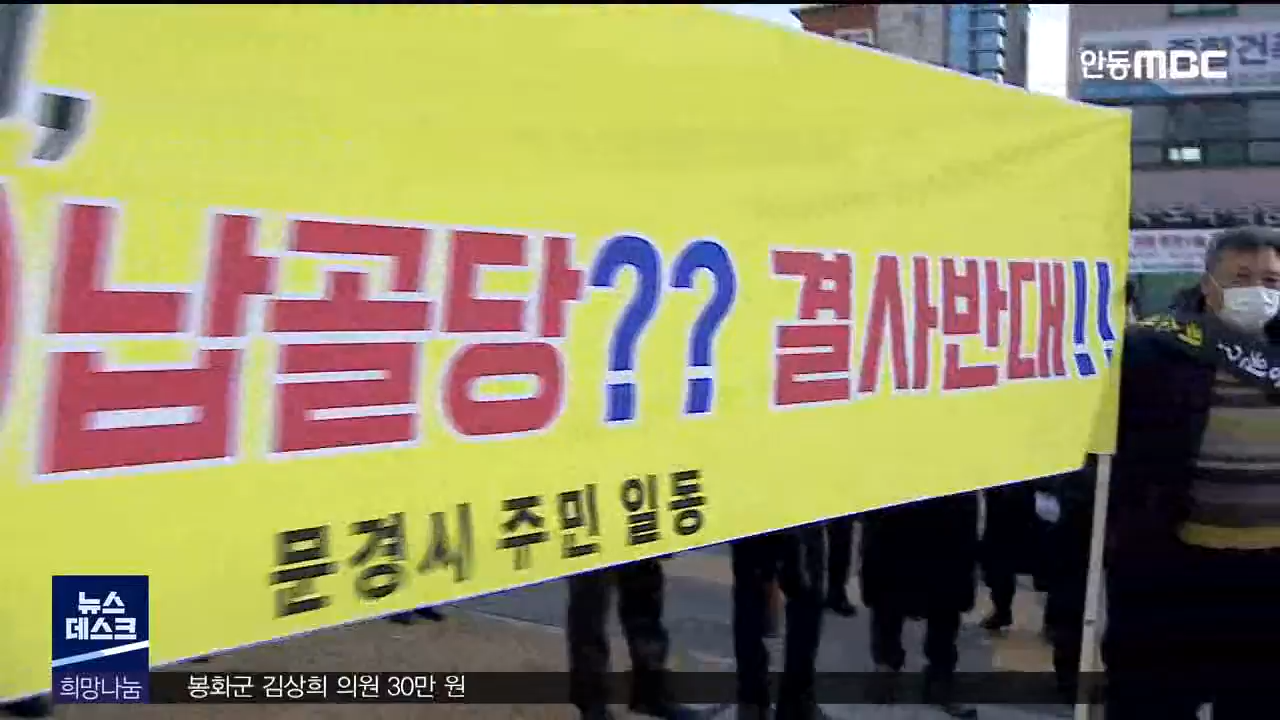 안동MBC
납골당?? 결사반대!!
문경시 주민 일동
뉴스
데스크
희망나눔
봉화군 김상희 의원 30만 원